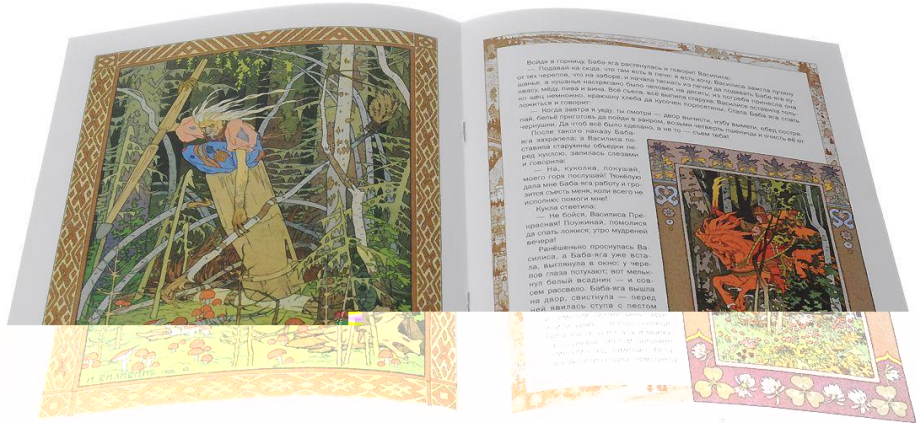 Войдя в горницу, Баба-яга растянулась и говорит Василисе:
— Подавай-ка сюда, что там есть в печи: я есть хочу. Василиса зажгла лучину
от тех черепов, что на заборе, и начала таскать из печки да подавать Бабе-яге ку-
шанье, а кушанья настряпано было человек на десять; из погреба принесла она
квасу, мёду, пива и вина. Всё съела, всё выпила старуха; Василисе оставила толь-
ко щец немножко, краюшку хлеба да кусочек поросятины. Стала Баба-яга спать
ложиться и говорит:
— Когда завтра я уеду, ты смотри — двор вычисти, избу вымети, обед состря-
пай, бельё приготовь да пойди в закром, возьми четверть пшеницы и очисть её от
чернушки. Да чтоб всё было сделано, а не то — съем тебя!
После такого наказу Баба-
яга захрапела; а Василиса по-
ставила старухины объедки пе-
ред куклою, залилась слезами
и говорила:
— На, куколка, покушай,
моего горя послушай! Тяжёлую
дала мне Баба-яга работу и гро-
зится съесть меня, коли всего не
исполню; помоги мне!
Кукла ответила:
— Не бойся, Василиса Пре-
красная! Поужинай, помолися
да спать ложися; утро мудреней
вечера!
Ранёшенько проснулась Ва-
силиса, а Баба-яга уже вста-
ла, выглянула в окно: у чере-
пов глаза потухают; вот мельк-
нул белый всадник — и сов-
сем рассвело. Баба-яга вышла
на двор, свистнула — перед
ней явилась ступа с пестом
И. БИЛИБИНЪ 1900